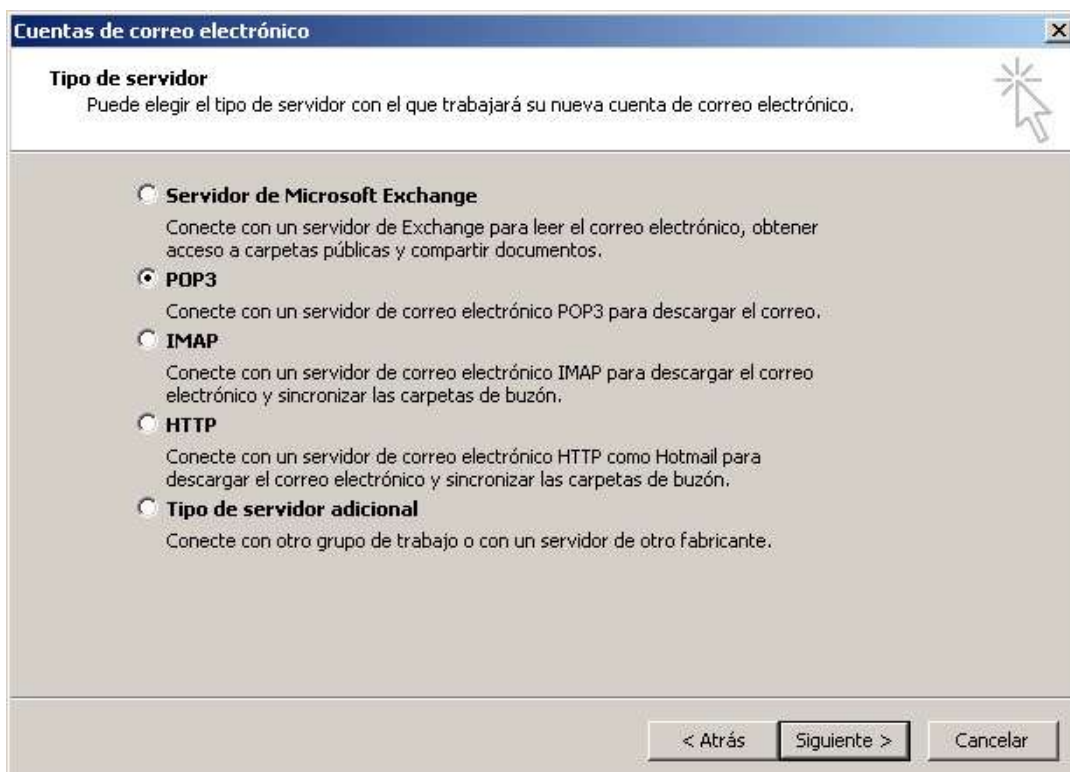 Cuentas de correo electrónico
Tipo de servidor
Puede elegir el tipo de servidor con el que trabajará su nueva cuenta de correo electrónico.
Servidor de Microsoft Exchange
Conecte con un servidor de Exchange para leer el correo electrónico, obtener
acceso a carpetas públicas y compartir documentos.
POP3
Conecte con un servidor de correo electrónico POP3 para descargar el correo.
IMAP
Conecte con un servidor de correo electrónico IMAP para descargar el correo
electrónico y sincronizar las carpetas de buzón.
HTTP
Conecte con un servidor de correo electrónico HTTP como Hotmail para
descargar el correo electrónico y sincronizar las carpetas de buzón.
Tipo de servidor adicional
Conecte con otro grupo de trabajo o con un servidor de otro fabricante.
< Atrás Siguiente > Cancelar